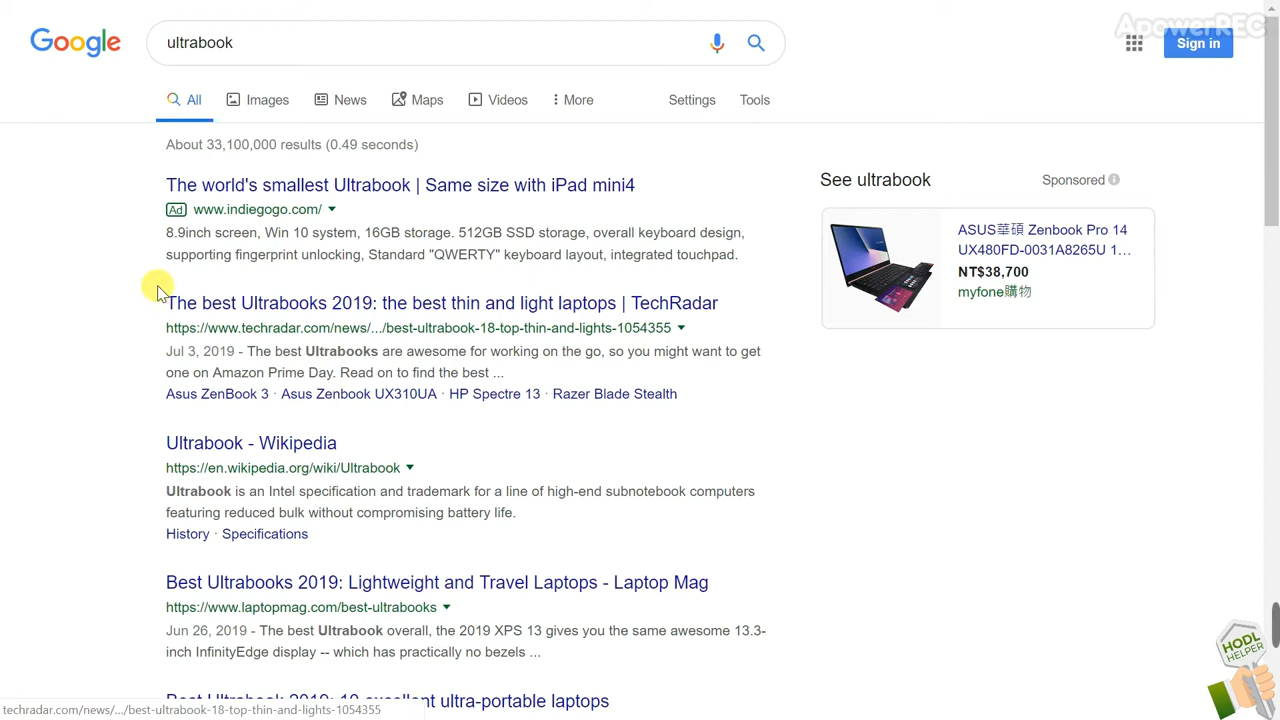 ApowerREC
Google
ultrabook
Sign in
All
Images
News
Maps
Videos
More
Settings
Tools
About 33,100,000 results (0.49 seconds)
The world's smallest Ultrabook | Same size with iPad mini4
Ad www.indiegogo.com/
8.9inch screen, Win 10 system, 16GB storage. 512GB SSD storage, overall keyboard design,
supporting fingerprint unlocking, Standard "QWERTY" keyboard layout, integrated touchpad.
The best Ultrabooks 2019: the best thin and light laptops | TechRadar
https://www.techradar.com/news/.../best-ultrabook-18-top-thin-and-lights-1054355
Jul 3, 2019 - The best Ultrabooks are awesome for working on the go, so you might want to get
one on Amazon Prime Day. Read on to find the best ...
Asus ZenBook 3 · Asus Zenbook UX310UA · HP Spectre 13 · Razer Blade Stealth
Ultrabook - Wikipedia
https://en.wikipedia.org/wiki/Ultrabook
Ultrabook is an Intel specification and trademark for a line of high-end subnotebook computers
featuring reduced bulk without compromising battery life.
History · Specifications
Best Ultrabooks 2019: Lightweight and Travel Laptops - Laptop Mag
https://www.laptopmag.com/best-ultrabooks
Jun 26, 2019 - The best Ultrabook overall, the 2019 XPS 13 gives you the same awesome 13.3-
inch InfinityEdge display -- which has practically no bezels ...
Best Ultrabook 2019: 10 excellent ultra-portable laptops
techradar.com/news/.../best-ultrabook-18-top-thin-and-lights-1054355
See ultrabook
Sponsored
ASUS華碩 Zenbook Pro 14
UX480FD-0031A8265U 1...
NT$38,700
myfone購物
HODL
HELPER